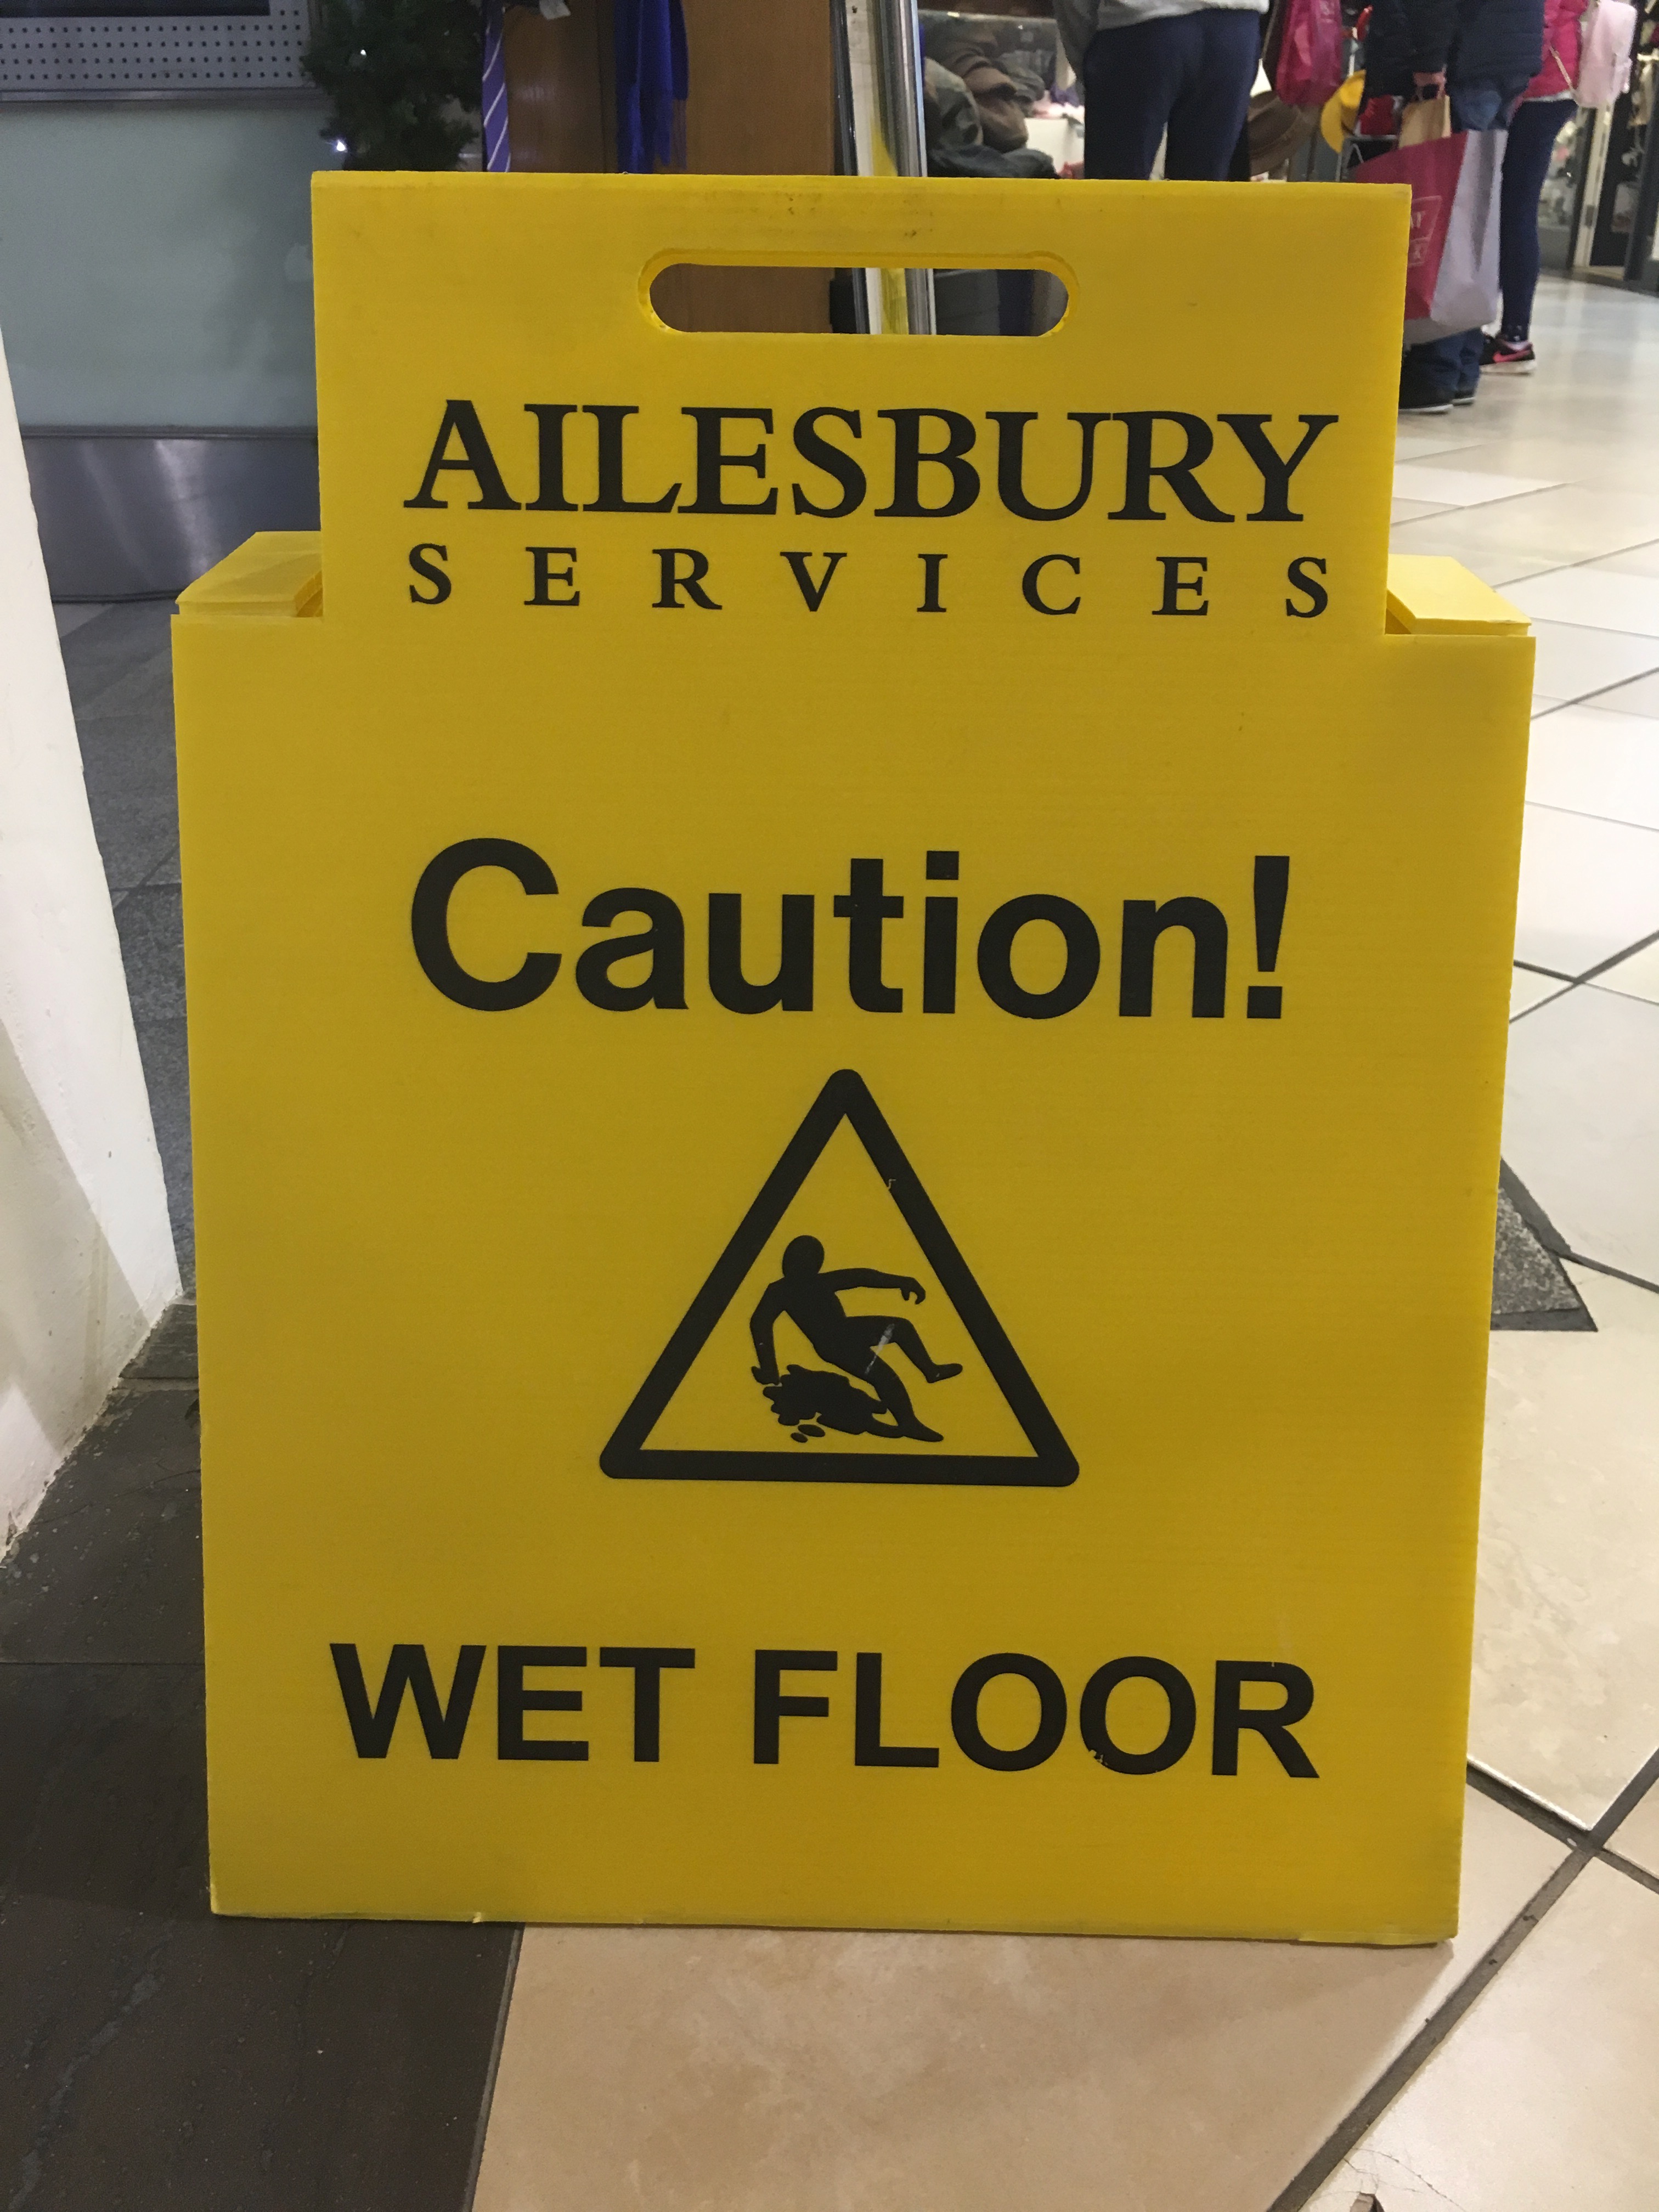 AILESBURY
SERVICES
Caution!
WET FLOOR